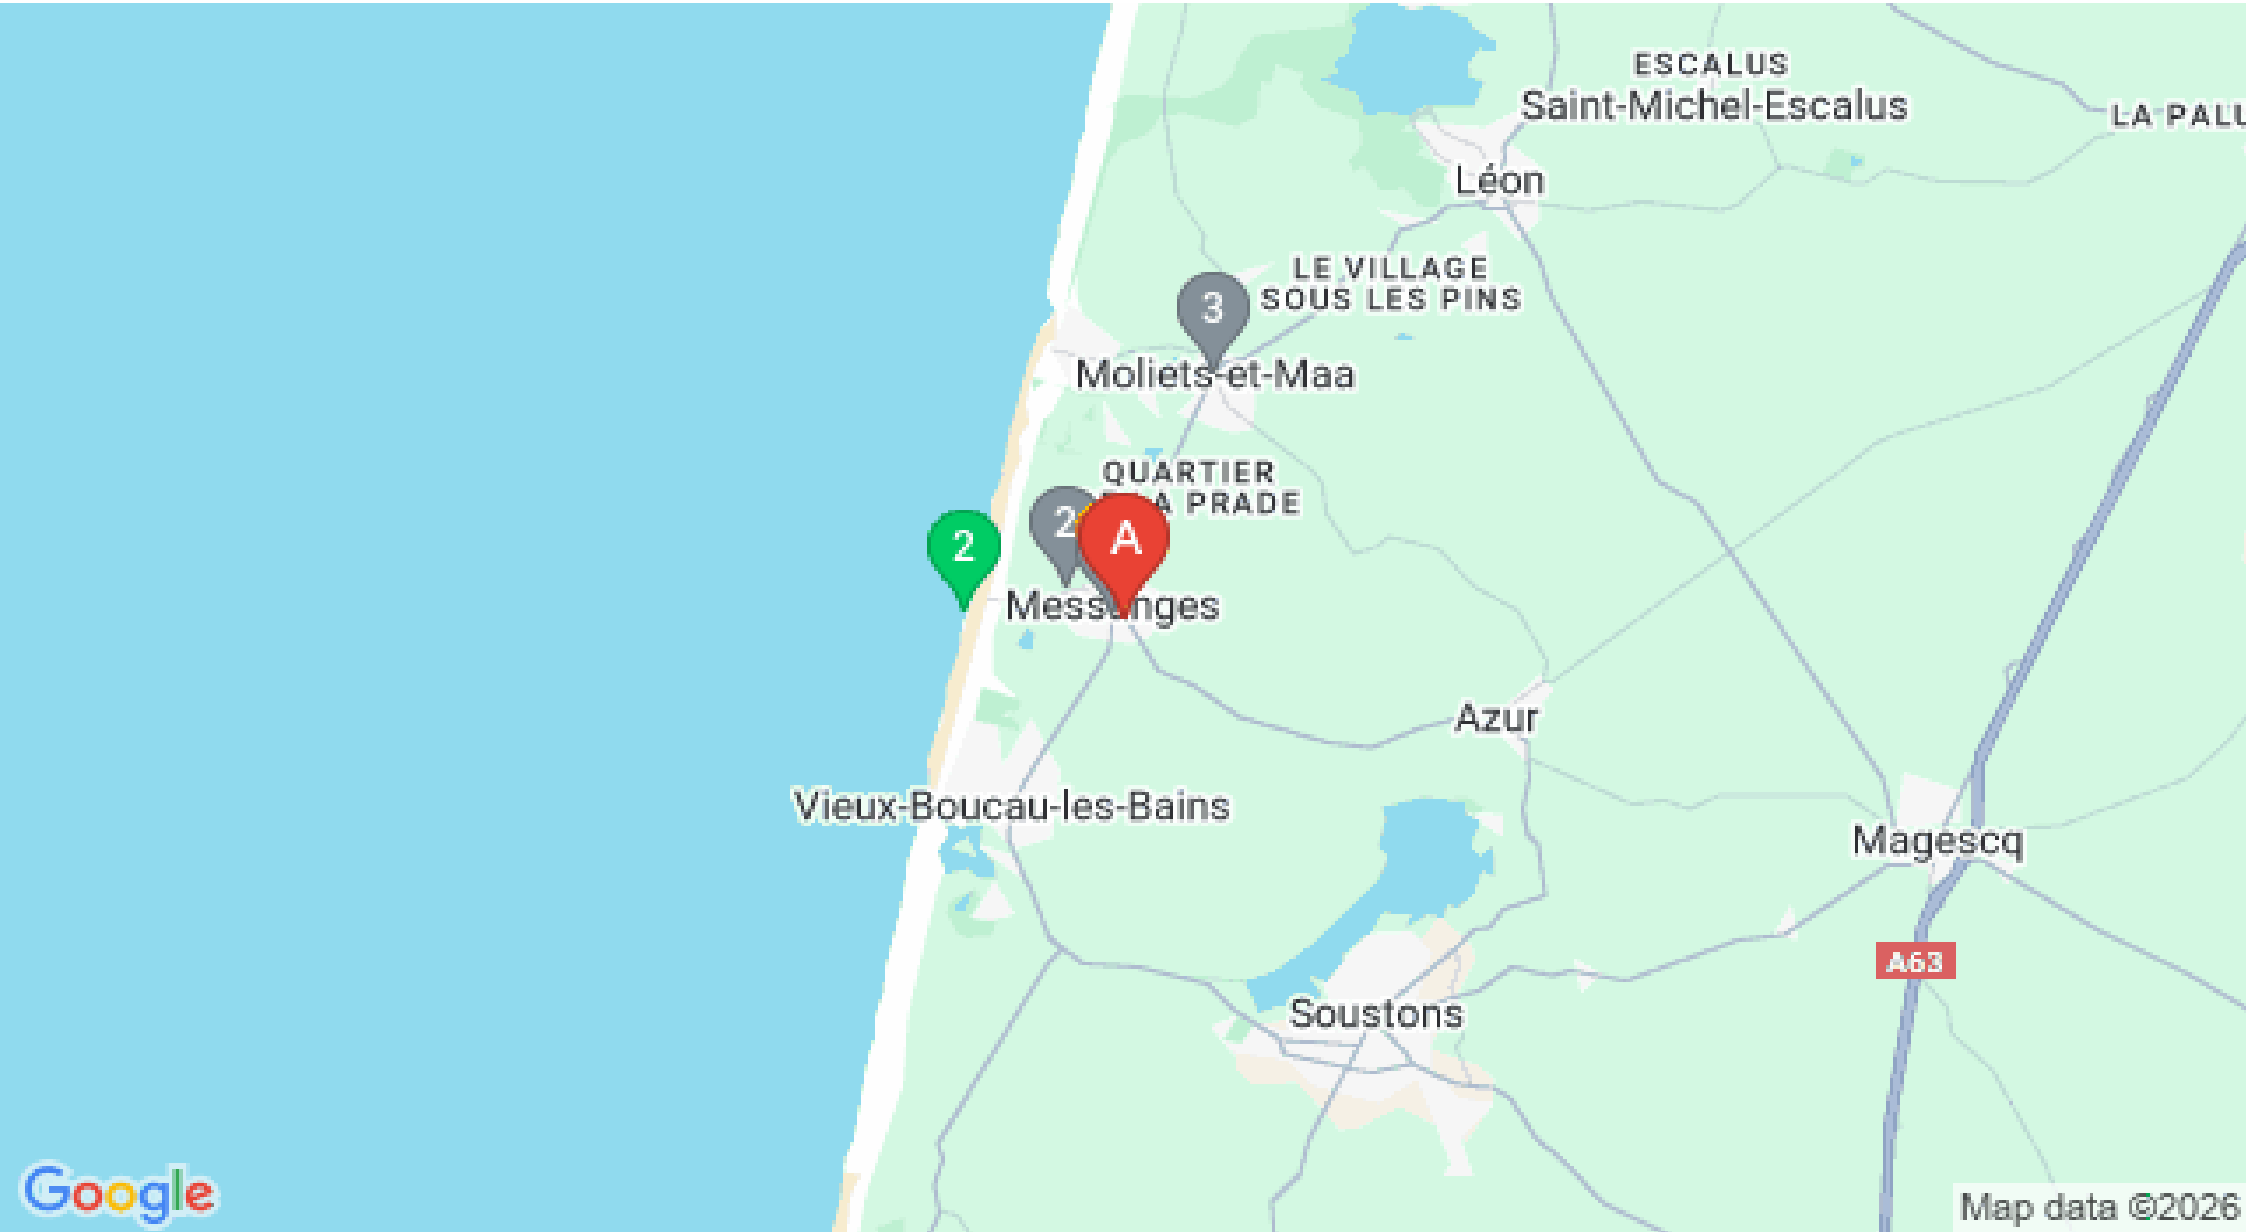 ESCALUS
Saint-Michel-Escalus
LA PALU
Léon
LE VILLAGE
SOUS LES PINS
3
Moliets-et-Maa
QUARTIER
A PRADE
2
2
A
Messanges
Azur
Vieux-Boucau-les-Bains
Magescq
A63
Soustons
Google
Map data ©2026